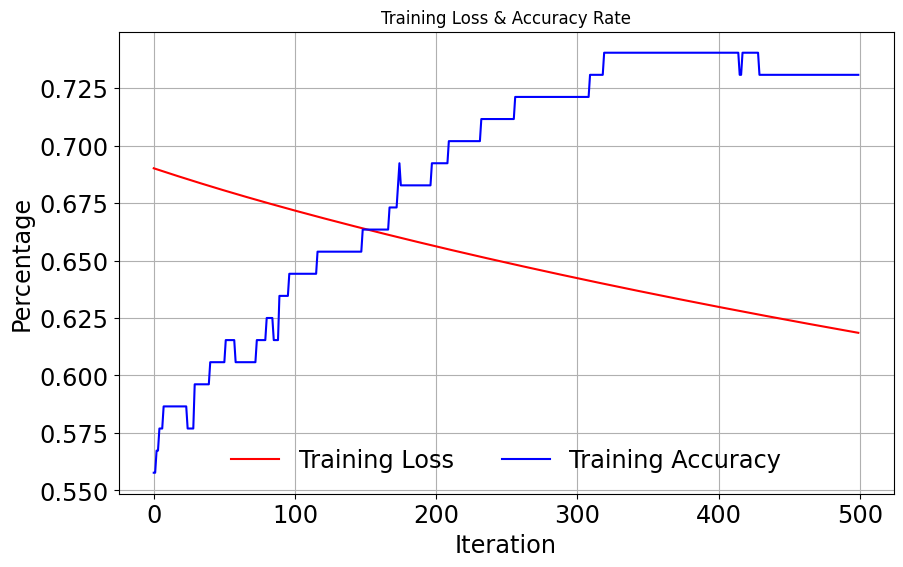 Training Loss & Accuracy Rate
Percentage
0.725
0.700
0.675
0.650
0.625
0.600
0.575
0.550
Training Loss Training Accuracy
0 100 200 300 400 500
Iteration